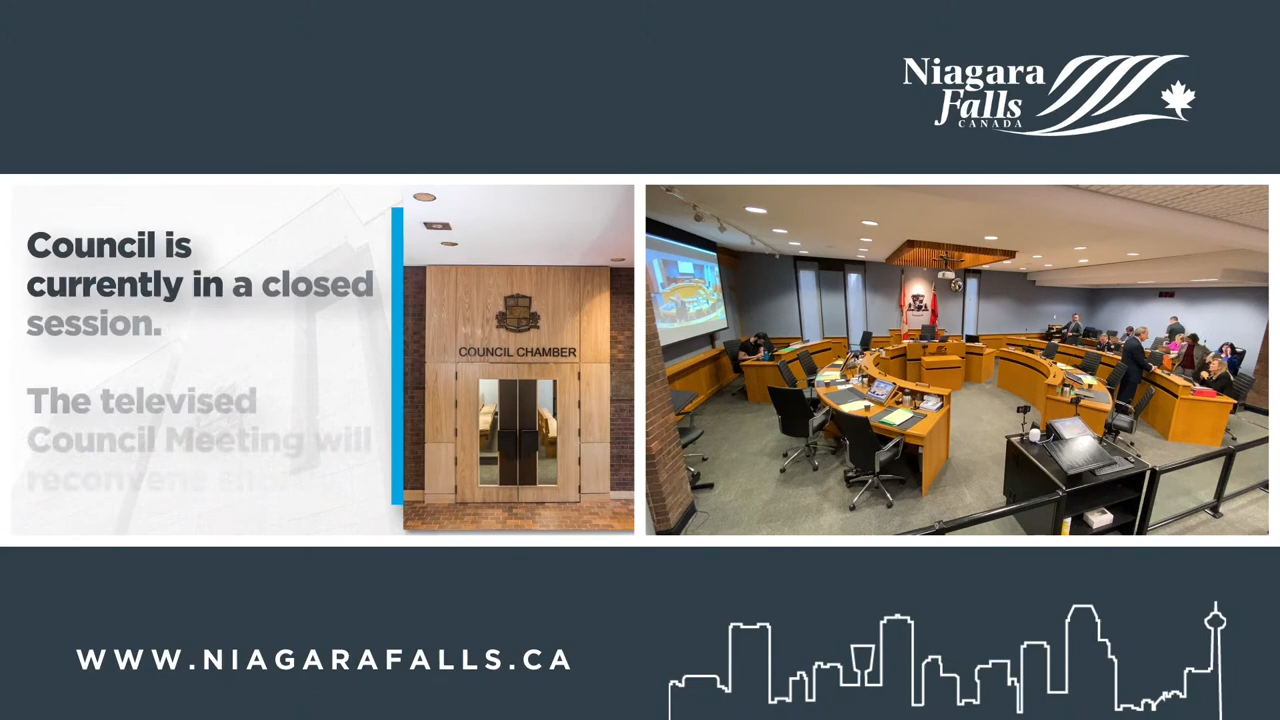 Niagara
Falls
CANADA
Council is
currently in a closed
session.
The televised
Council Meeting will
reconvene
COUNCIL CHAMBER
WWW.NIAGARAFALLS.CA